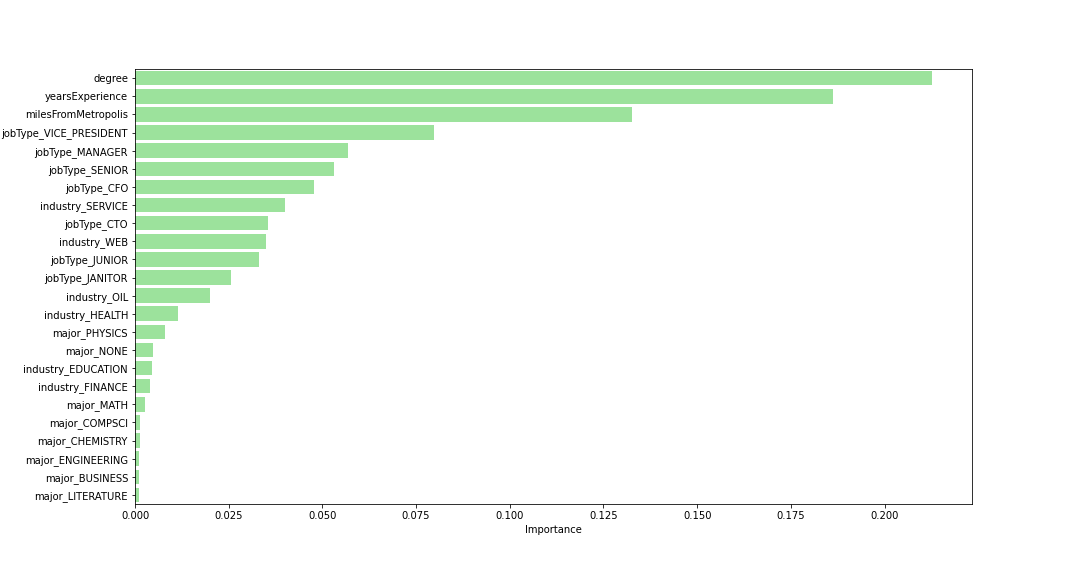 degree
yearsExperience
milesFromMetropolis
jobType_VICE_PRESIDENT
jobType_MANAGER
jobType_SENIOR
jobType_CFO
industry_SERVICE
jobType_CTO
industry_WEB
jobType_JUNIOR
jobType_JANITOR
industry_OIL
industry_HEALTH
major_PHYSICS
major_NONE
industry_EDUCATION
industry_FINANCE
major_MATH
major_COMPSCI
major_CHEMISTRY
major_ENGINEERING
major_BUSINESS
major_LITERATURE
0.000 0.025 0.050 0.075 0.100 0.125 0.150 0.175 0.200
Importance